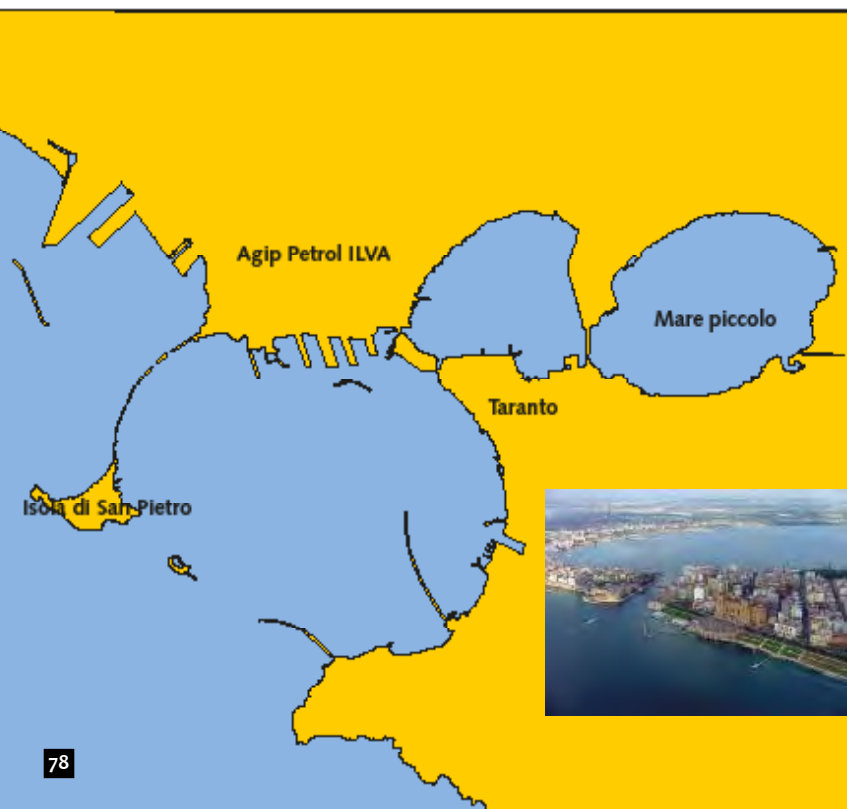 Agip Petrol ILVA
Mare piccolo
Taranto
Isola di San Pietro
78